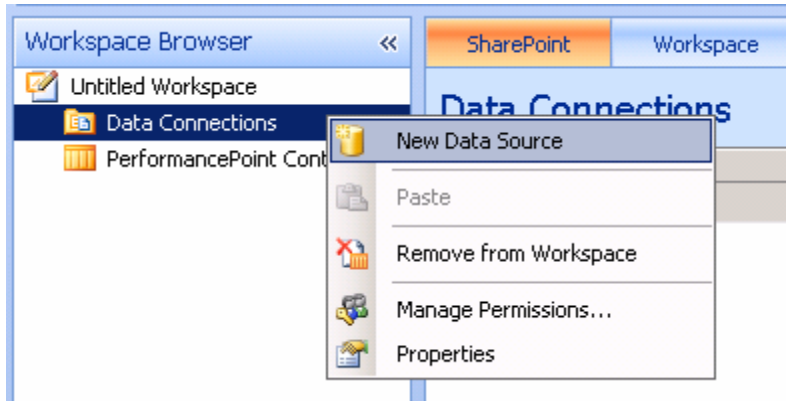 Workspace Browser «
SharePoint Workspace
Untitled Workspace
Data Connections
PerformancePoint Cont
Data Connections
New Data Source
Paste
Remove from Workspace
Manage Permissions...
Properties